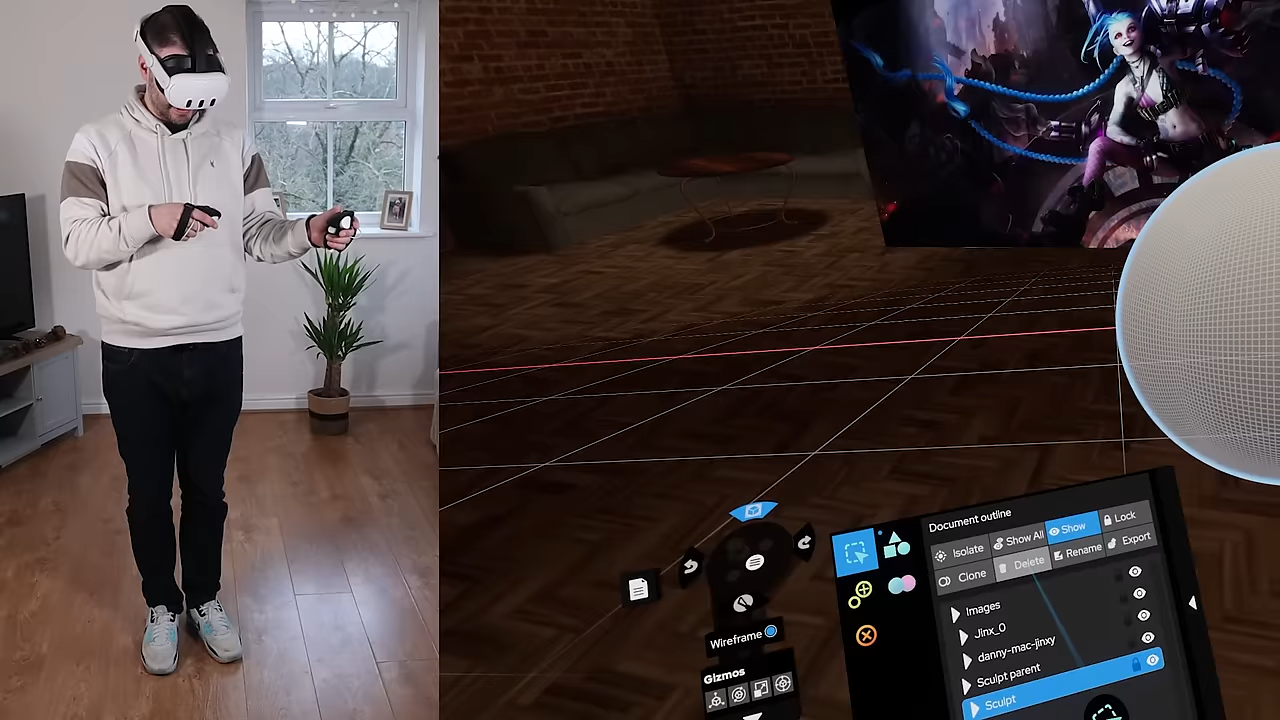 Document outline
Isolate
Show All
Show
Lock
Clone
Delete
Rename
Export
Images
Jinx_0
danny-mac-jinxy
Sculpt parent
Sculpt
Wireframe
Gizmos